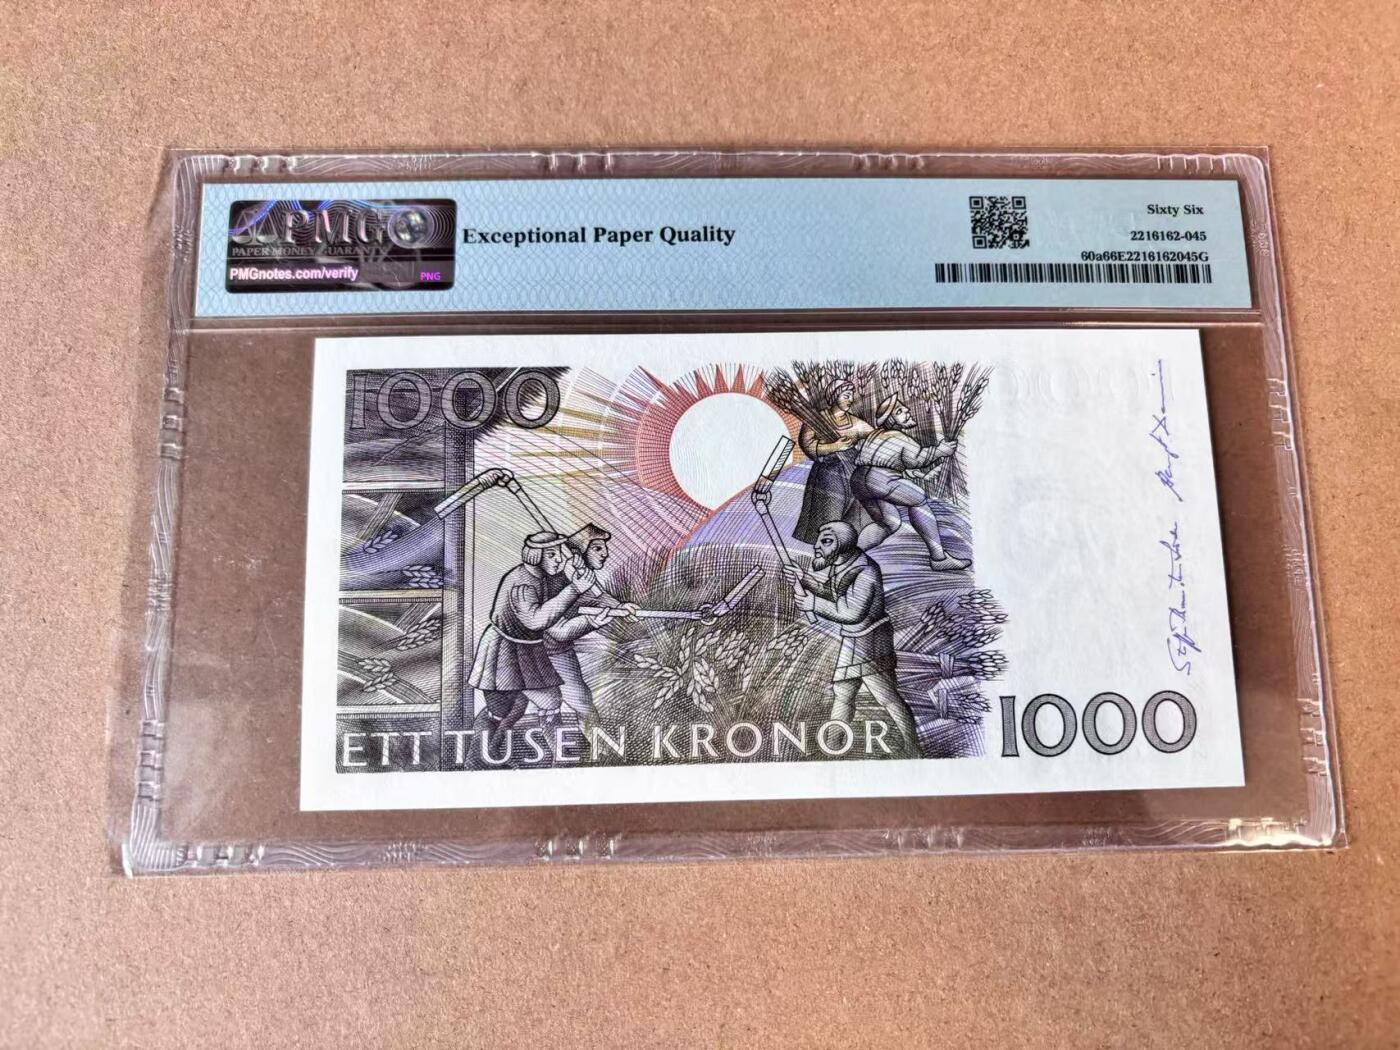 PMG
PAPER MONEY GUARANTY
PMGnotes.com/verify
PNG
Exceptional Paper Quality
Sixty Six
2216162-045
60a66E2216162045G
1000
ETT TUSEN KRONOR
1000